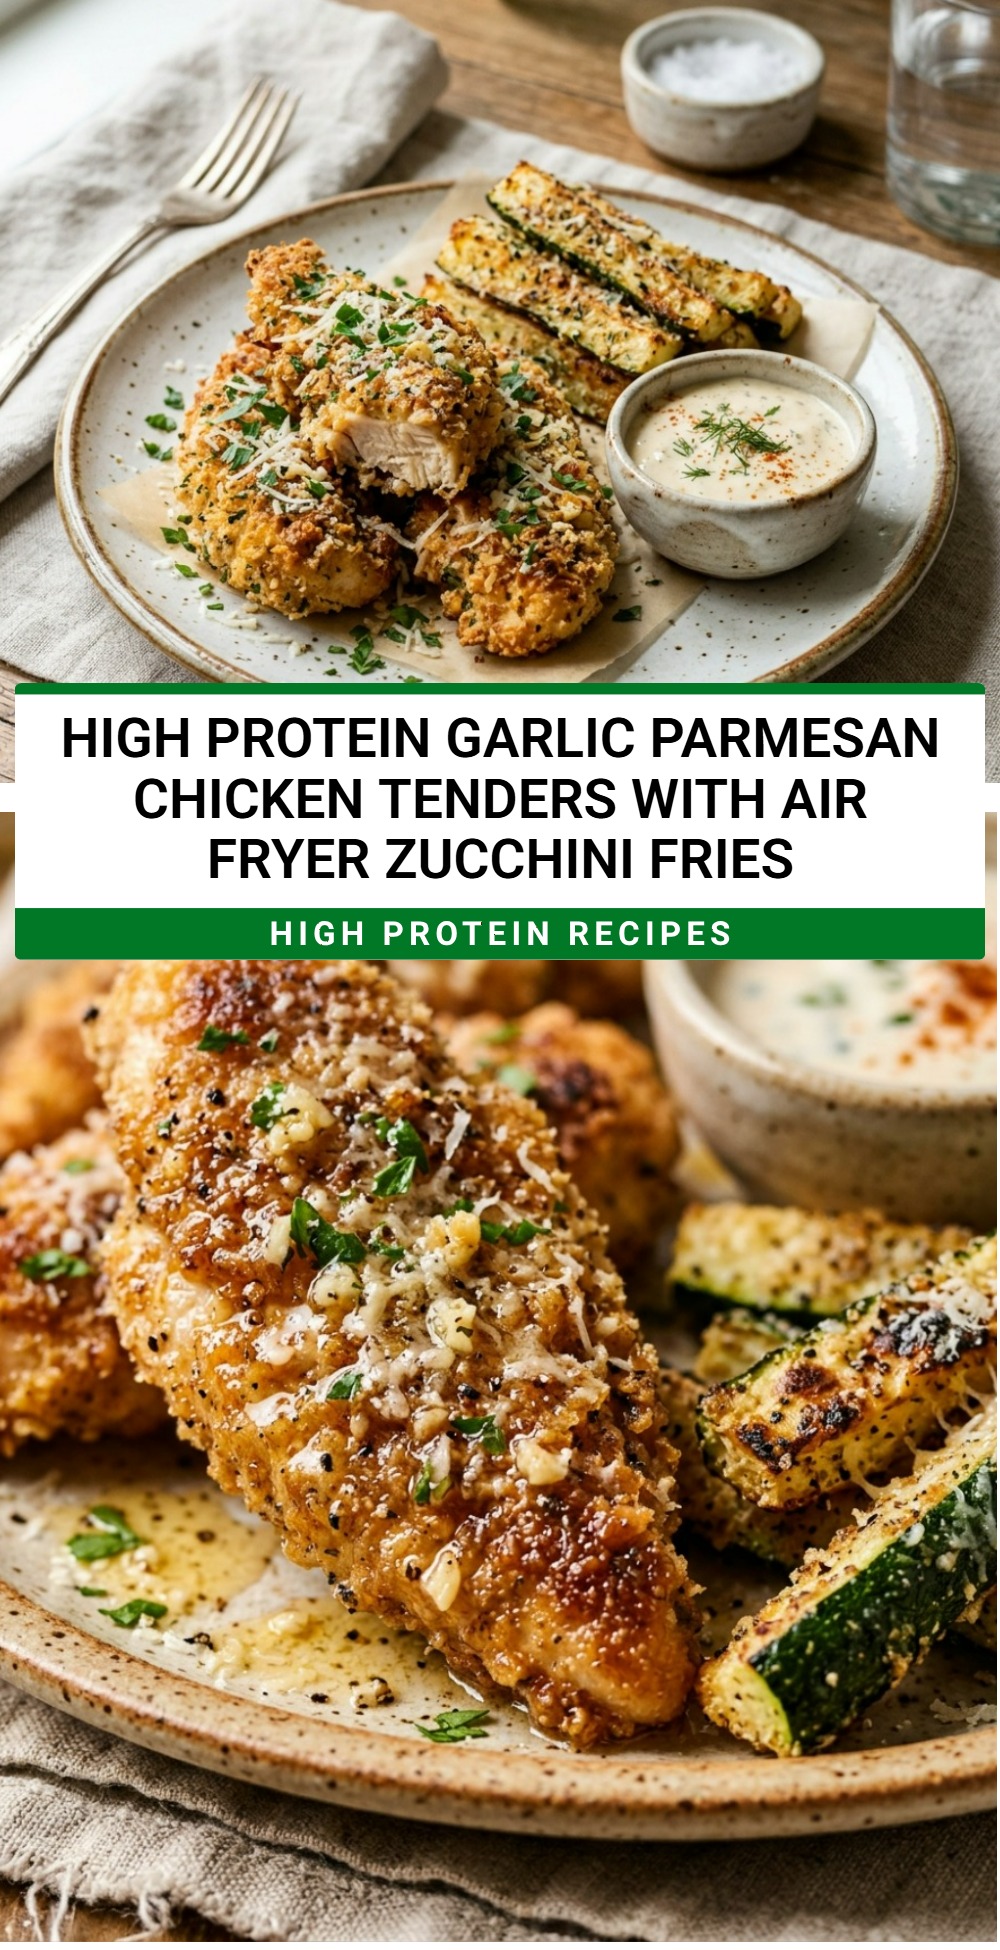 HIGH PROTEIN GARLIC PARMESAN
CHICKEN TENDERS WITH AIR
FRYER ZUCCHINI FRIES
HIGH PROTEIN RECIPES